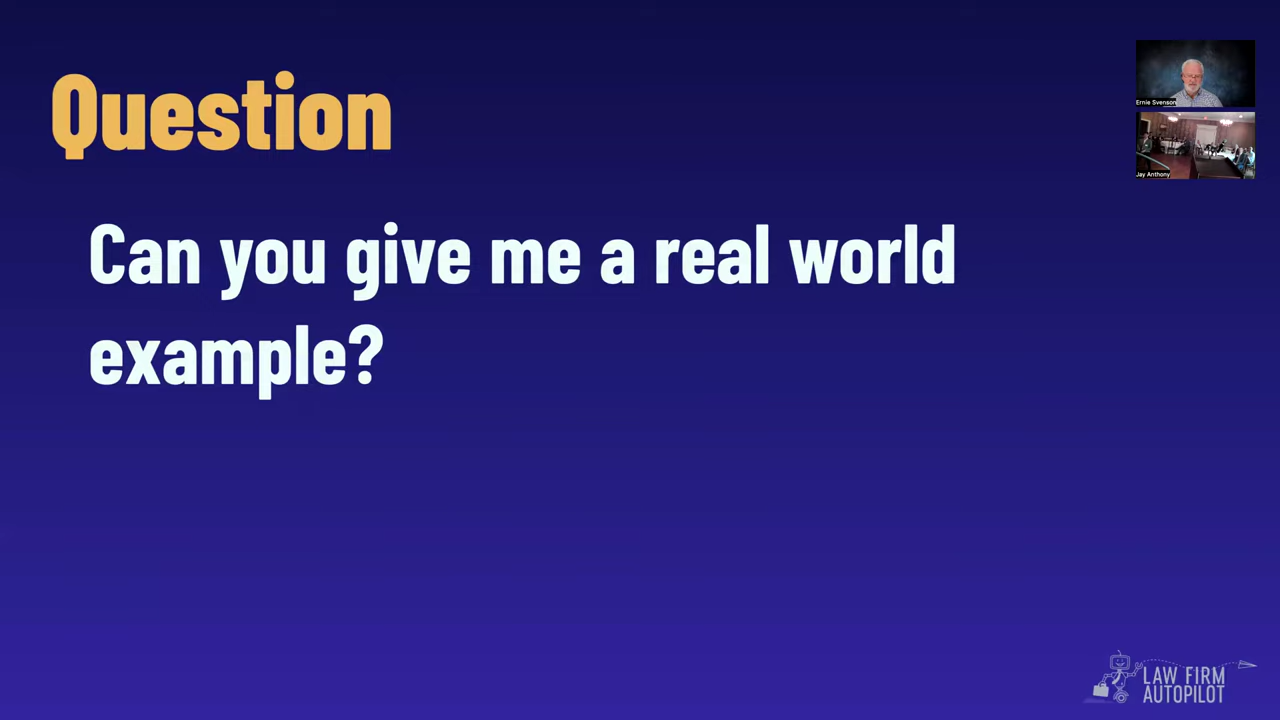 Question
Can you give me a real world
example?
Ernie Svenson
Jay Anthony
LAW FIRM
AUTOPILOT